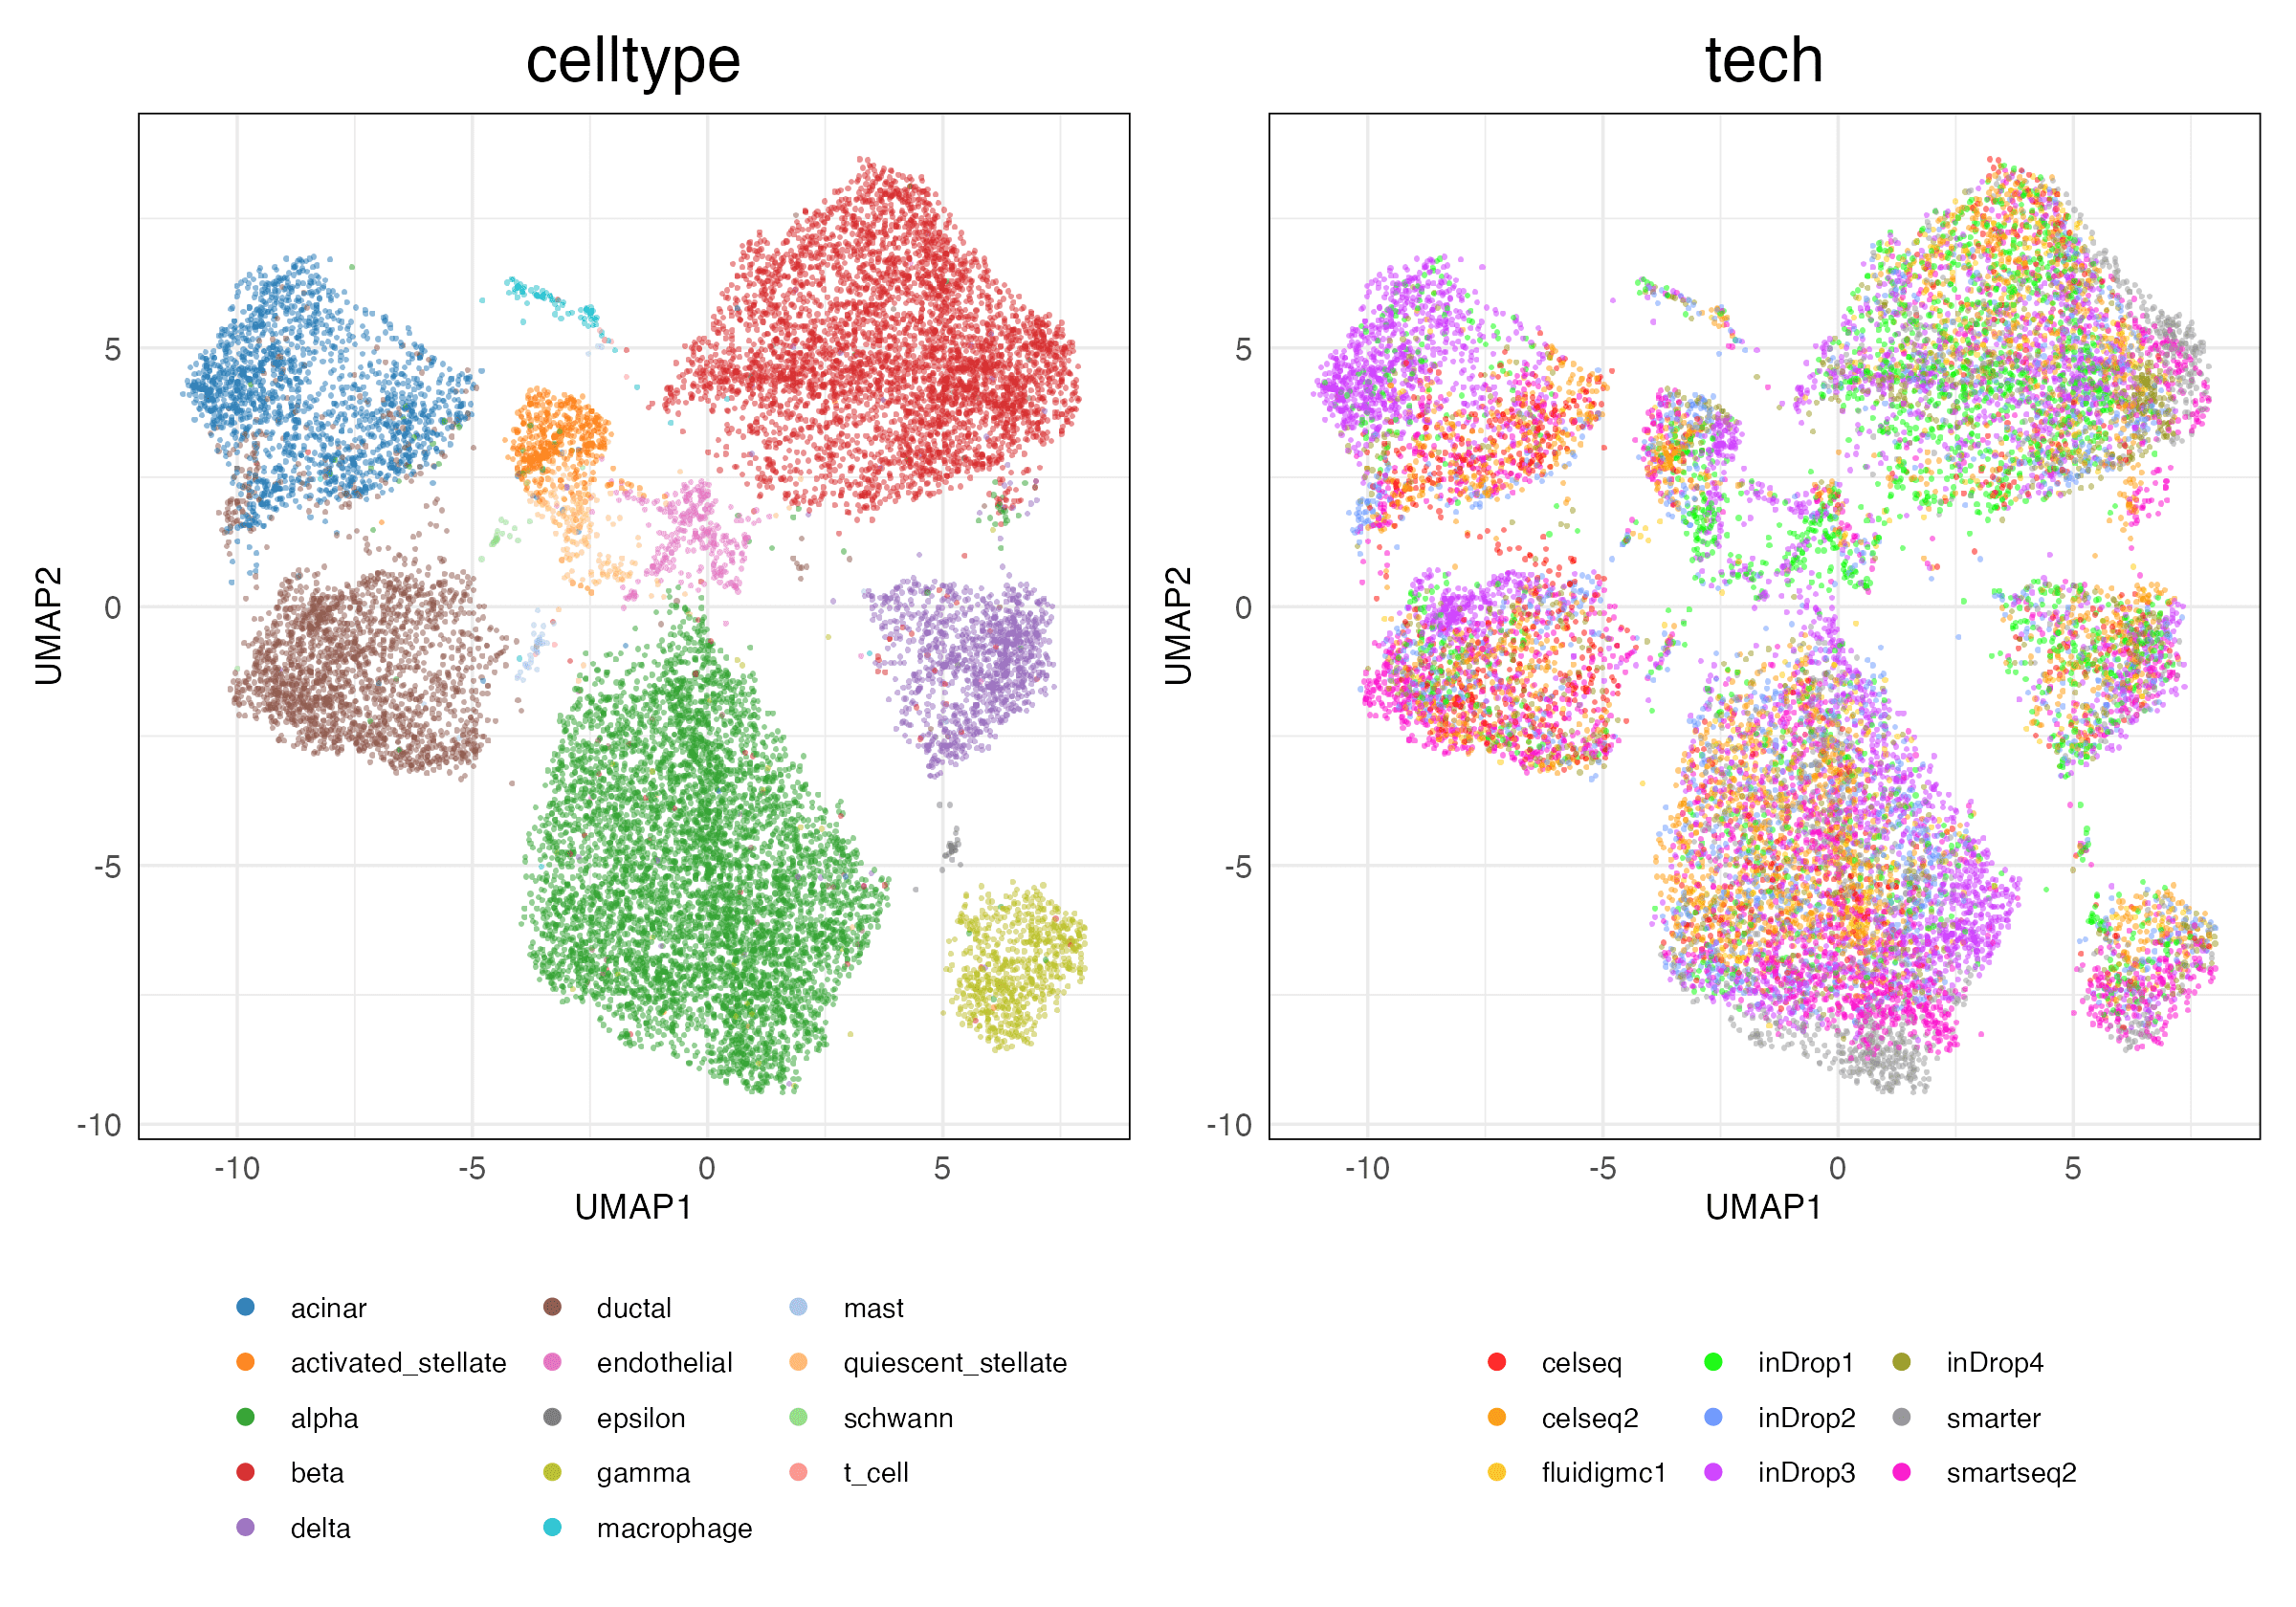 celltype
tech
5
0
-5
-10
UMAP2
-10 -5 0 5
UMAP1
5
0
-5
-10
UMAP2
-10 -5 0 5
UMAP1
acinar
activated_stellate
alpha
beta
delta
ductal
endothelial
epsilon
gamma
macrophage
mast
quiescent_stellate
schwann
t_cell
celseq
celseq2
fluidigmc1
inDrop1
inDrop2
inDrop3
inDrop4
smarter
smartseq2